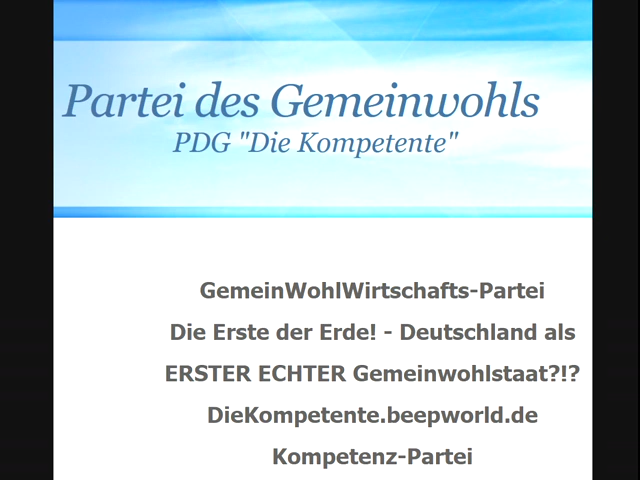 Partei des Gemeinwohls
PDG "Die Kompetente"
GemeinWohlWirtschafts-Partei
Die Erste der Erde! - Deutschland als
ERSTER ECHTER Gemeinwohlstaat?!?
DieKompetente.beepworld.de
Kompetenz-Partei